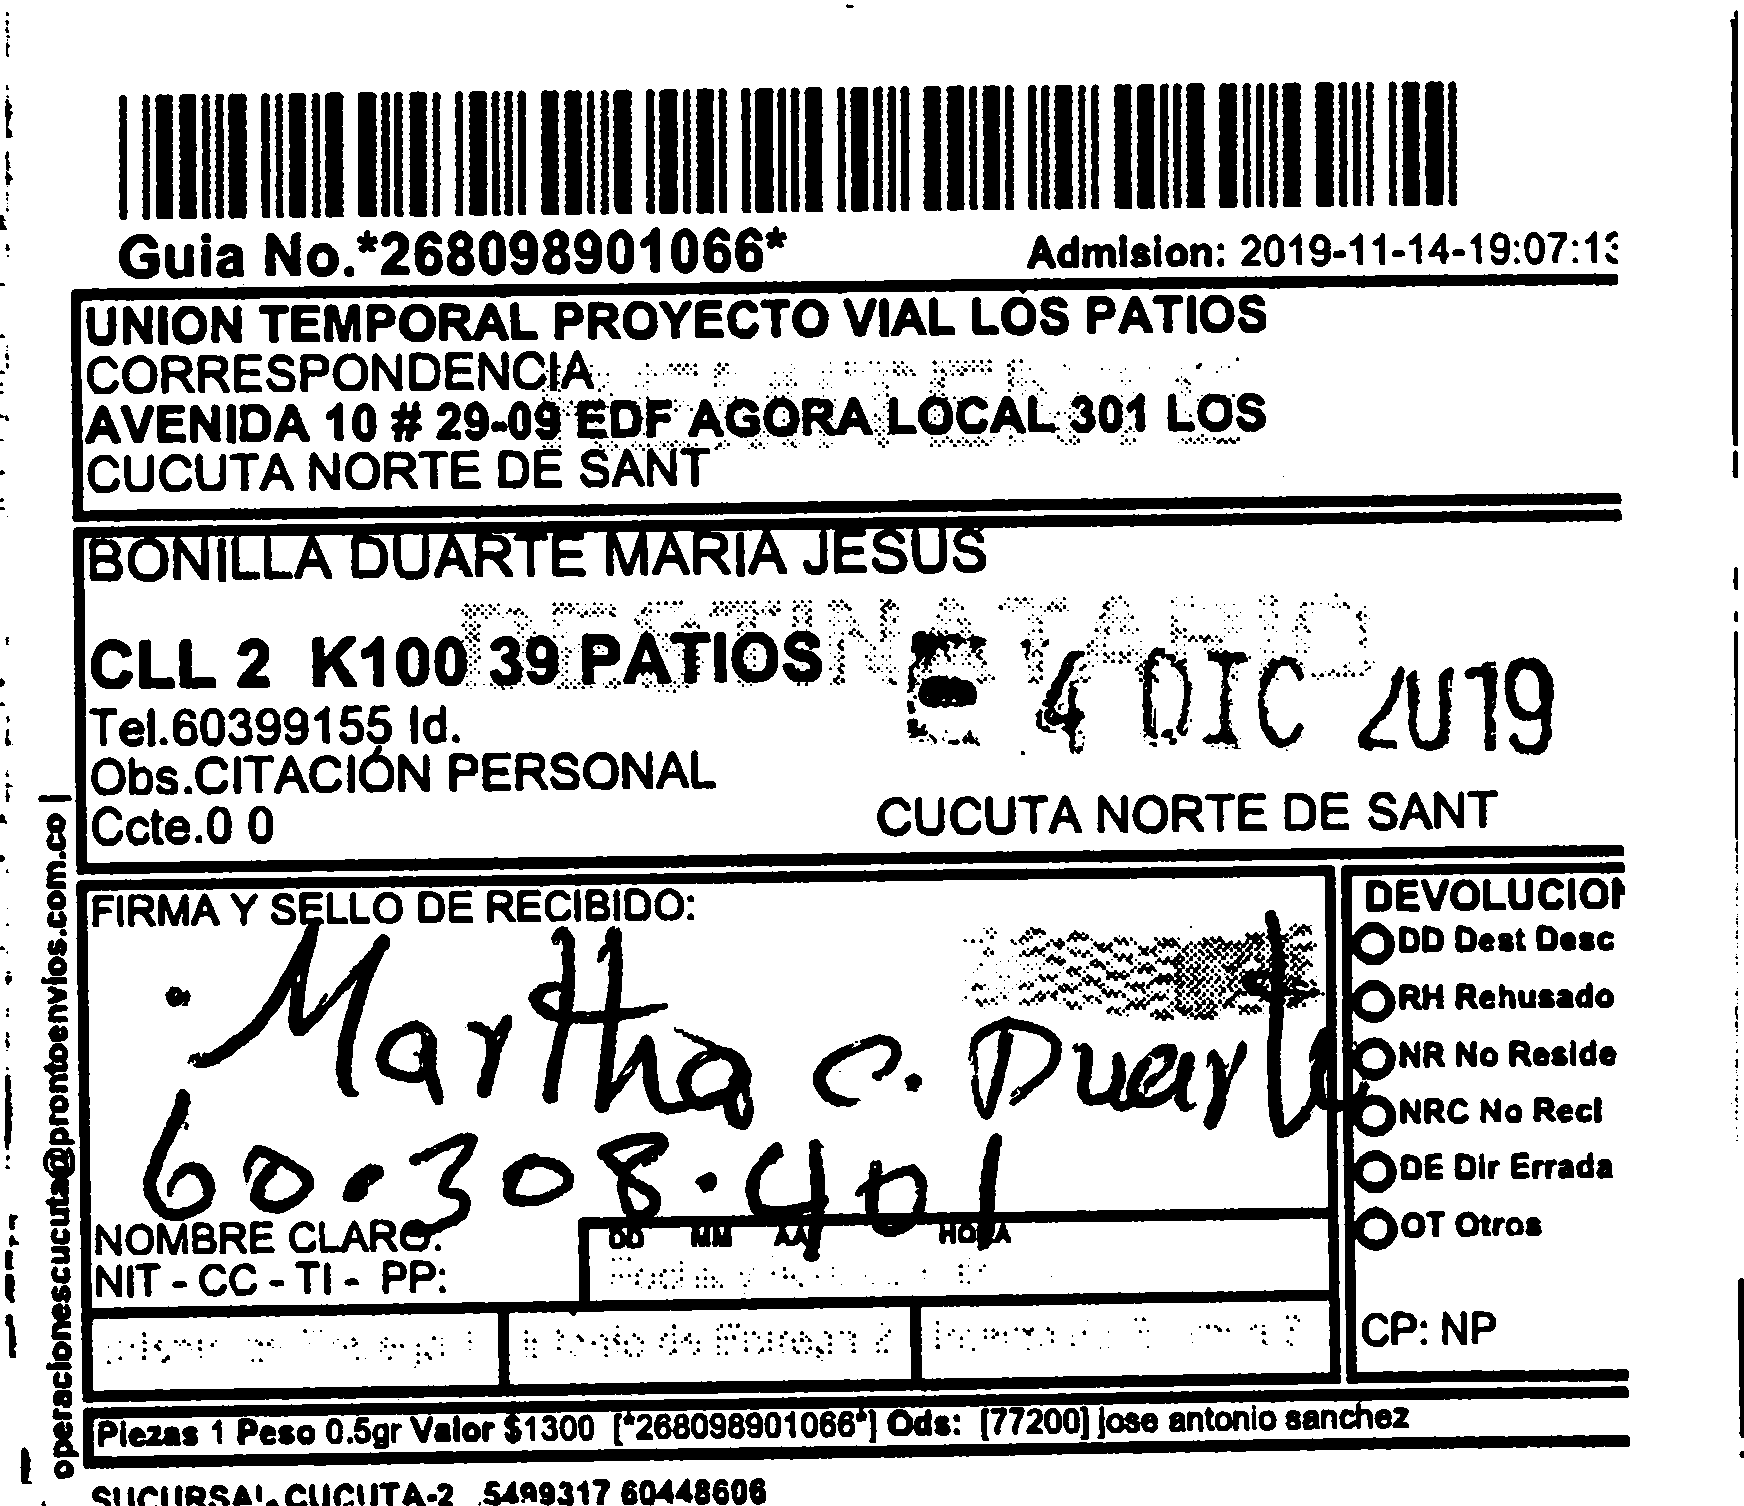 Guia No.*268098901066*
Admision: 2019-11-14-19:07:13
UNION TEMPORAL PROYECTO VIAL LOS PATIOS
CORRESPONDENCIA
AVENIDA 10 # 29-09 EDF AGORA LOCAL 301 LOS
CUCUTA NORTE DE SANT
BONILLA DUARTE MARIA JESUS
DESTINATARIO
CLL 2 K100 39 PATIOS
- 4 DIC 2019
Tel.60399155 Id.
Obs.CITACIÓN PERSONAL
Ccte.0 0
CUCUTA NORTE DE SANT
operacionescucuta@prontoenvios.com.co |
FIRMA Y SELLO DE RECIBIDO:
Martha C. Duarte
60.308.401
NOMBRE CLARO:
NIT - CC - TI - PP:
DD MM AA HORA
DEVOLUCION
DD Dest Desc
RH Rehusado
NR No Reside
NRC No Recl
DE Dir Errada
OT Otros
CP: NP
Piezas 1 Peso 0.5gr Valor $1300 [*268098901066*] Ods: [77200] jose antonio sanchez
SUCURSAL CUCUTA-2 5499317 60448606